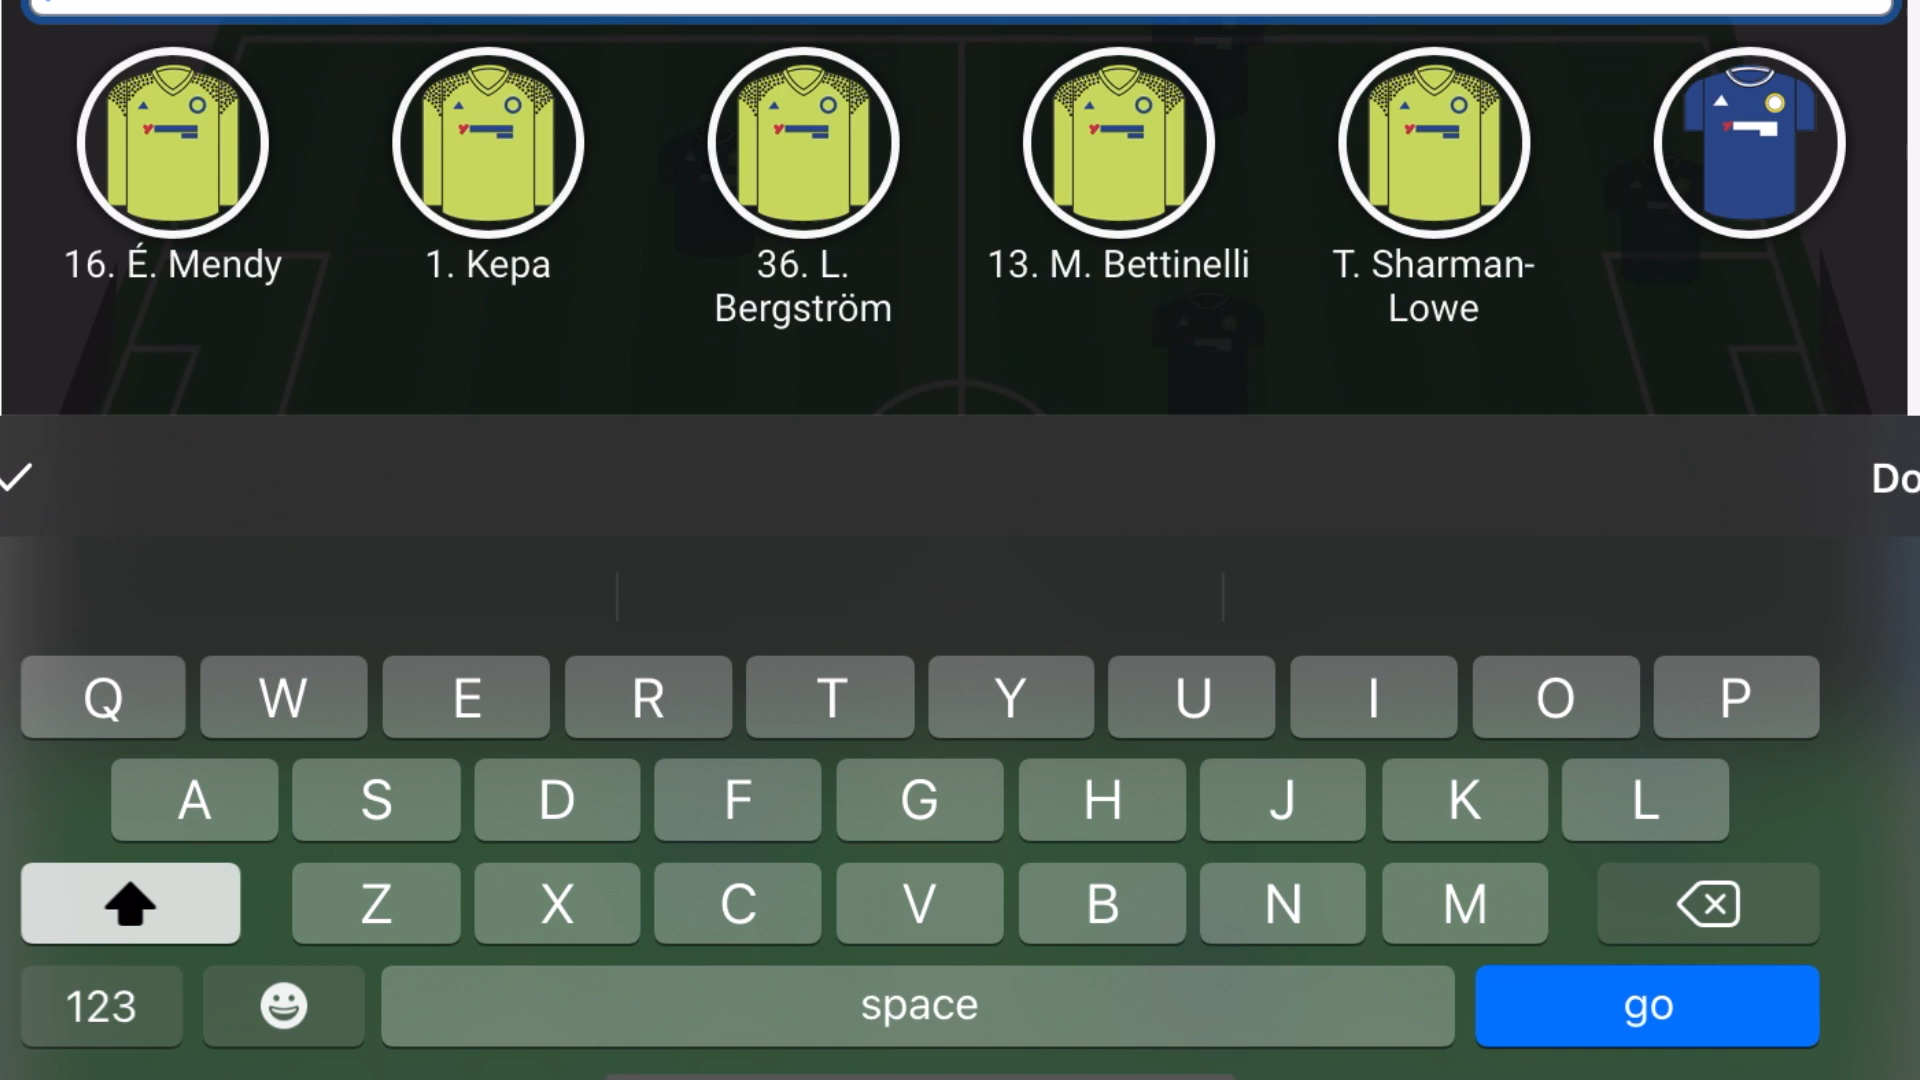 16. É. Mendy
1. Kepa
36. L.
Bergström
13. M. Bettinelli
T. Sharman-
Lowe
Do
Q W E R T Y U I O P
A S D F G H J K L
Z X C V B N M
123
space
go